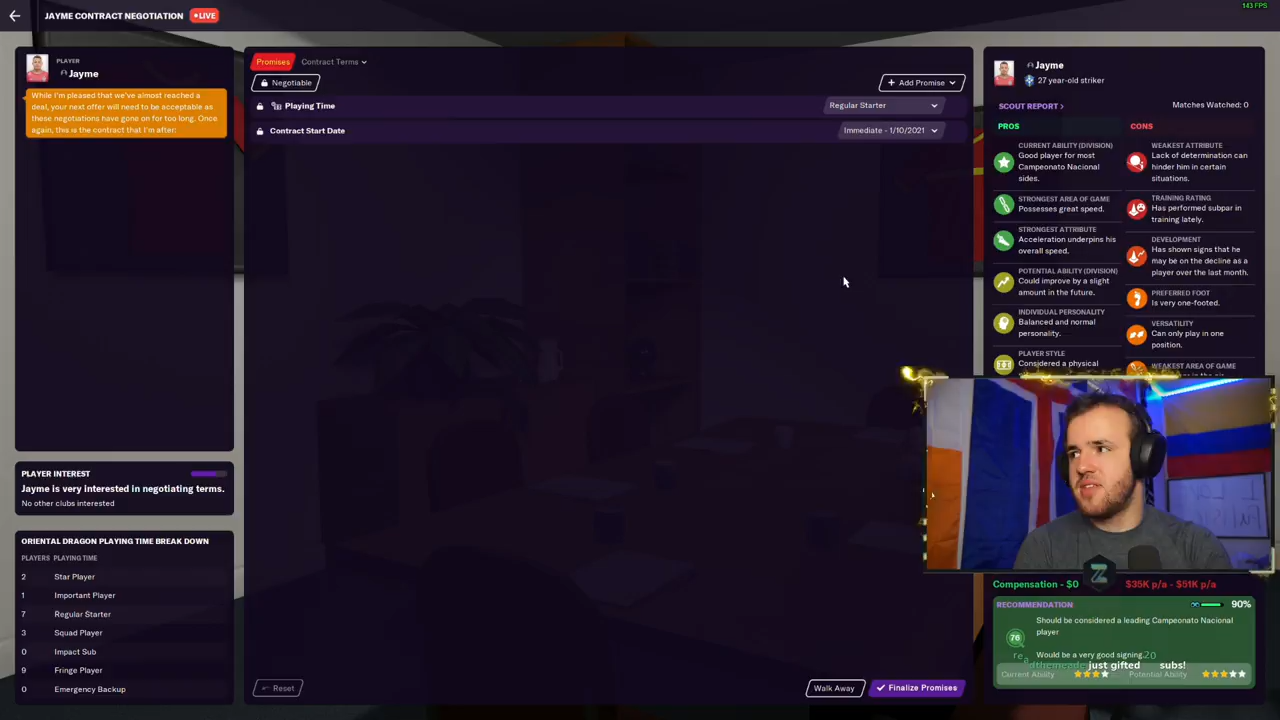 143 FPS
JAYME CONTRACT NEGOTIATION
LIVE
PLAYER
Jayme
While I'm pleased that we've almost reached a
deal, your next offer will need to be acceptable as
these negotiations have gone on for too long. Once
again, this is the contract that I'm after:
Promises
Contract Terms
Negotiable
+ Add Promise
Playing Time
Regular Starter
Contract Start Date
Immediate - 1/10/2021
Jayme
27 year-old striker
SCOUT REPORT >
Matches Watched: 0
PROS
CURRENT ABILITY (DIVISION)
Good player for most
Campeonato Nacional
sides.
STRONGEST AREA OF GAME
Possesses great speed.
STRONGEST ATTRIBUTE
Acceleration underpins his
overall speed.
POTENTIAL ABILITY (DIVISION)
Could improve by a slight
amount in the future.
INDIVIDUAL PERSONALITY
Balanced and normal
personality.
PLAYER STYLE
Considered a physical
CONS
WEAKEST ATTRIBUTE
Lack of determination can
hinder him in certain
situations.
TRAINING RATING
Has performed subpar in
training lately.
DEVELOPMENT
Has shown signs that he
may be on the decline as a
player over the last month.
PREFERRED FOOT
Is very one-footed.
VERSATILITY
Can only play in one
position.
WEAKEST AREA OF GAME
PLAYER INTEREST
Jayme is very interested in negotiating terms.
No other clubs interested
ORIENTAL DRAGON PLAYING TIME BREAK DOWN
PLAYERS PLAYING TIME
2 Star Player
1 Important Player
7 Regular Starter
3 Squad Player
0 Impact Sub
9 Fringe Player
0 Emergency Backup
Reset
Walk Away
Finalize Promises
Compensation - $0
$35K p/a - $51K p/a
RECOMMENDATION
90%
76
Should be considered a leading Campeonato Nacional
player
Would be a very good signing.
20
readthemeade just gifted subs!
Current Ability
Potential Ability